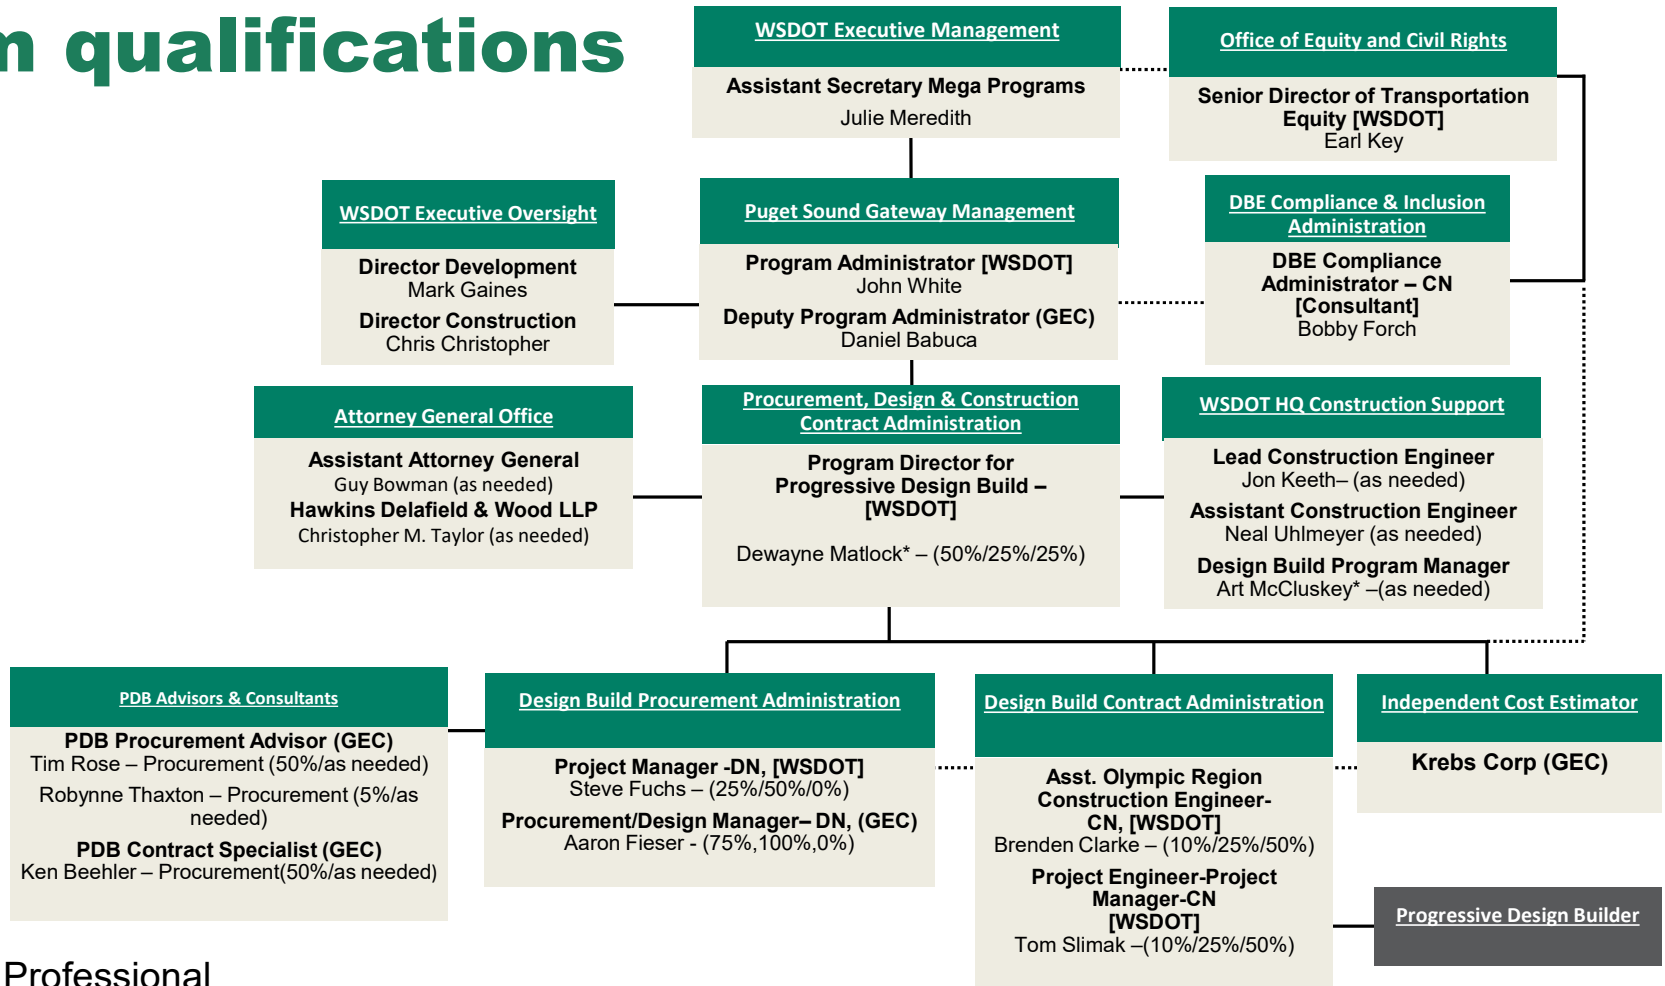 m qualifications
WSDOT Executive Management
Assistant Secretary Mega Programs
Julie Meredith
Office of Equity and Civil Rights
Senior Director of Transportation
Equity [WSDOT]
Earl Key
WSDOT Executive Oversight
Director Development
Mark Gaines
Director Construction
Chris Christopher
Puget Sound Gateway Management
Program Administrator [WSDOT]
John White
Deputy Program Administrator (GEC)
Daniel Babuca
DBE Compliance & Inclusion
Administration
DBE Compliance
Administrator – CN
[Consultant]
Bobby Forch
Attorney General Office
Assistant Attorney General
Guy Bowman (as needed)
Hawkins Delafield & Wood LLP
Christopher M. Taylor (as needed)
Procurement, Design & Construction
Contract Administration
Program Director for
Progressive Design Build –
[WSDOT]
Dewayne Matlock* – (50%/25%/25%)
WSDOT HQ Construction Support
Lead Construction Engineer
Jon Keeth– (as needed)
Assistant Construction Engineer
Neal Uhlmeyer (as needed)
Design Build Program Manager
Art McCluskey* –(as needed)
PDB Advisors & Consultants
PDB Procurement Advisor (GEC)
Tim Rose – Procurement (50%/as needed)
Robynne Thaxton – Procurement (5%/as
needed)
PDB Contract Specialist (GEC)
Ken Beehler – Procurement(50%/as needed)
Design Build Procurement Administration
Project Manager -DN, [WSDOT]
Steve Fuchs – (25%/50%/0%)
Procurement/Design Manager– DN, (GEC)
Aaron Fieser - (75%,100%,0%)
Design Build Contract Administration
Asst. Olympic Region
Construction Engineer-
CN, [WSDOT]
Brenden Clarke – (10%/25%/50%)
Project Engineer-Project
Manager-CN
[WSDOT]
Tom Slimak –(10%/25%/50%)
Independent Cost Estimator
Krebs Corp (GEC)
Progressive Design Builder
Professional